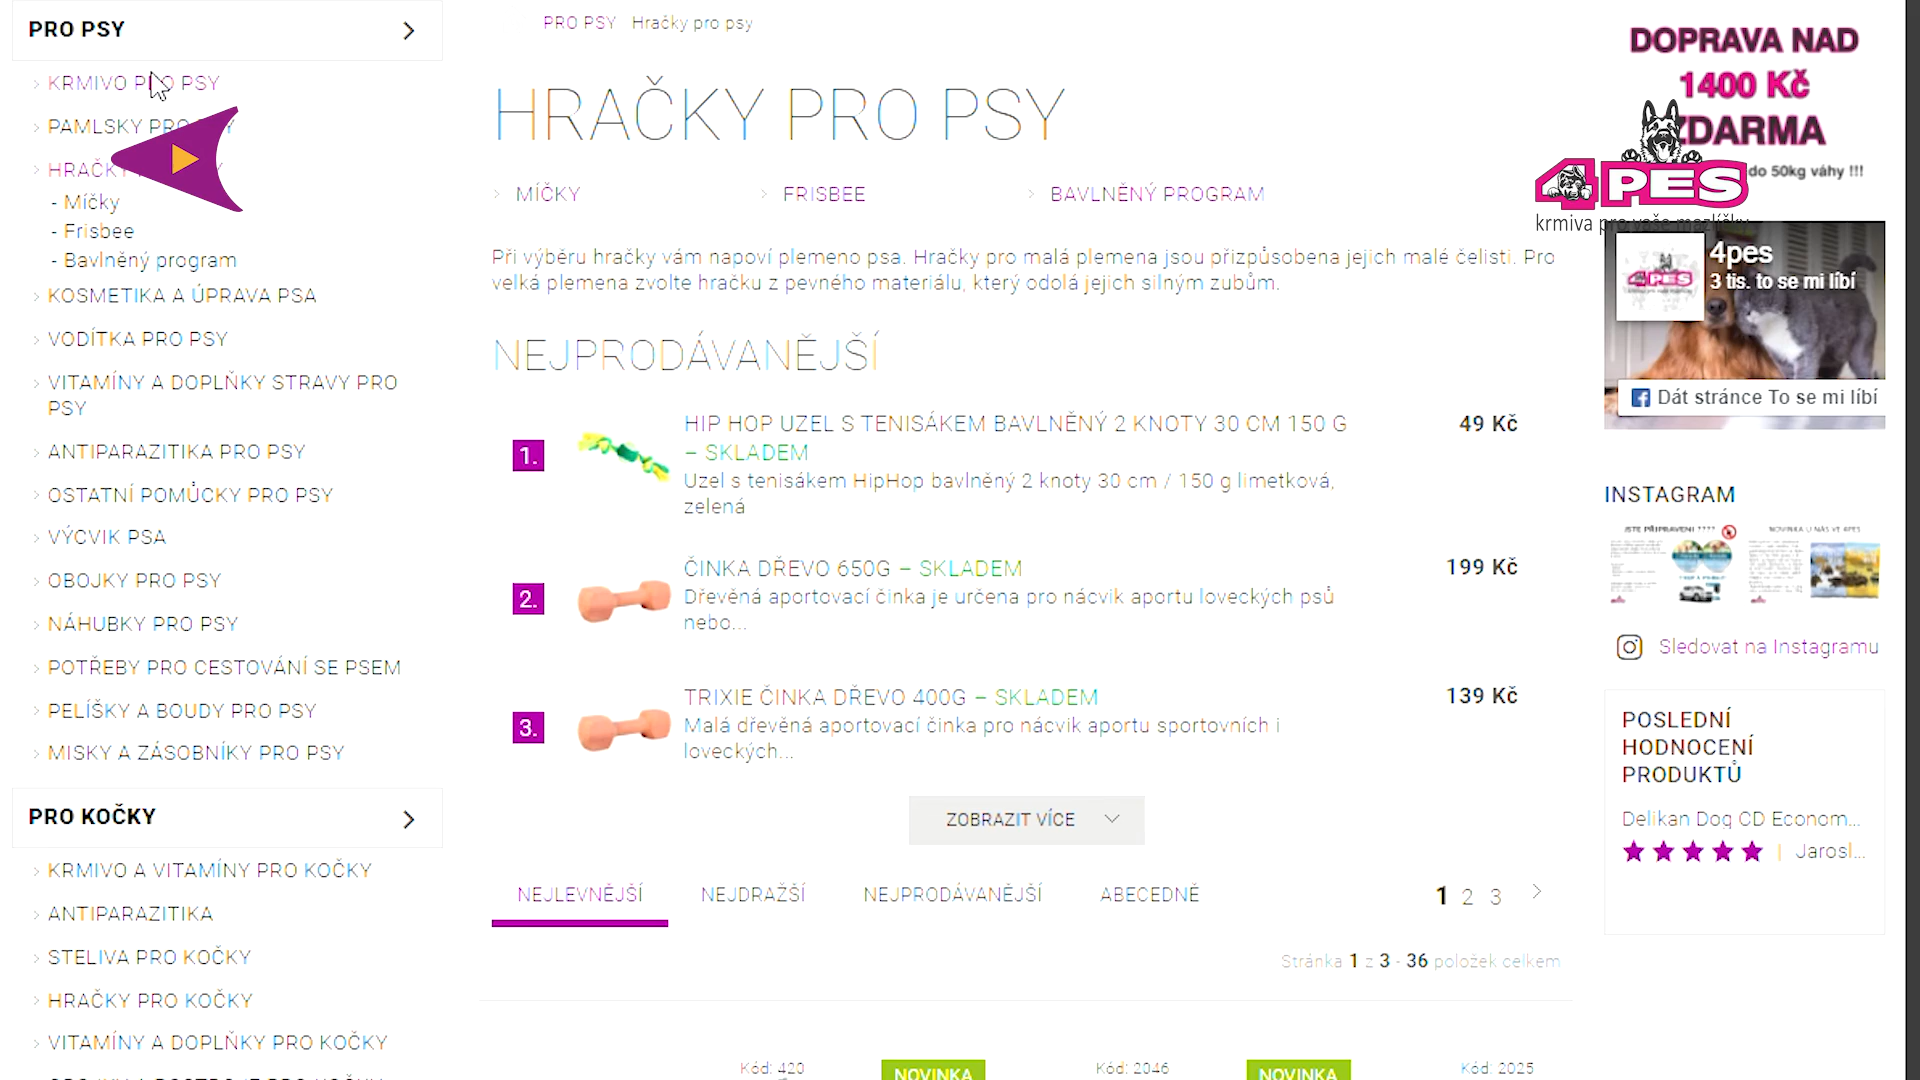 PRO PSY
KRMIVO PRO PSY
PAMLSKY PRO PSY
HRAČKY
- Míčky
- Frisbee
- Bavlněný program
KOSMETIKA A ÚPRAVA PSA
VODÍTKA PRO PSY
VITAMÍNY A DOPLŇKY STRAVY PRO
PSY
ANTIPARAZITIKA PRO PSY
OSTATNÍ POMŮCKY PRO PSY
VÝCVIK PSA
OBOJKY PRO PSY
NÁHUBKY PRO PSY
POTŘEBY PRO CESTOVÁNÍ SE PSEM
PELÍŠKY A BOUDY PRO PSY
MISKY A ZÁSOBNÍKY PRO PSY
PRO KOČKY
KRMIVO A VITAMÍNY PRO KOČKY
ANTIPARAZITIKA
STELIVA PRO KOČKY
HRAČKY PRO KOČKY
VITAMÍNY A DOPLŇKY PRO KOČKY
PRO PSY Hračky pro psy
HRAČKY PRO PSY
MÍČKY FRISBEE BAVLNĚNÝ PROGRAM
Při výběru hračky vám napoví plemeno psa. Hračky pro malá plemena jsou přizpůsobena jejich malé čelisti. Pro
velká plemena zvolte hračku z pevného materiálu, který odolá jejich silným zubům.
NEJPRODÁVANĚJŠÍ
1.
HIP HOP UZEL S TENISÁKEM BAVLNĚNÝ 2 KNOTY 30 CM 150 G
– SKLADEM
49 Kč
Uzel s tenisákem HipHop bavlněný 2 knoty 30 cm / 150 g limetková,
zelená
2.
ČINKA DŘEVO 650G – SKLADEM
199 Kč
Dřevěná aportovací činka je určena pro nácvik aportu loveckých psů
nebo...
3.
TRIXIE ČINKA DŘEVO 400G – SKLADEM
139 Kč
Malá dřevěná aportovací činka pro nácvik aportu sportovních i
loveckých...
ZOBRAZIT VÍCE
NEJLEVNĚJŠÍ NEJDRAŽŠÍ NEJPRODÁVANĚJŠÍ ABECEDNĚ
1 2 3
Stránka 1 z 3 - 36 položek celkem
Kód: 420
NOVINKA
Kód: 2046
NOVINKA
Kód: 2025
DOPRAVA NAD
1400 Kč
ZDARMA
do 50kg váhy !!!
4PES
krmiva pro vaše mazlíčky
4PES
4pes
3 tis. to se mi líbí
Dát stránce To se mi líbí
INSTAGRAM
JSTE PŘIPRAVENI ????
NOVINKA U NÁS VE 4PES
Sledovat na Instagramu
POSLEDNÍ
HODNOCENÍ
PRODUKTŮ
Delikan Dog CD Econom...
| Jarosl...